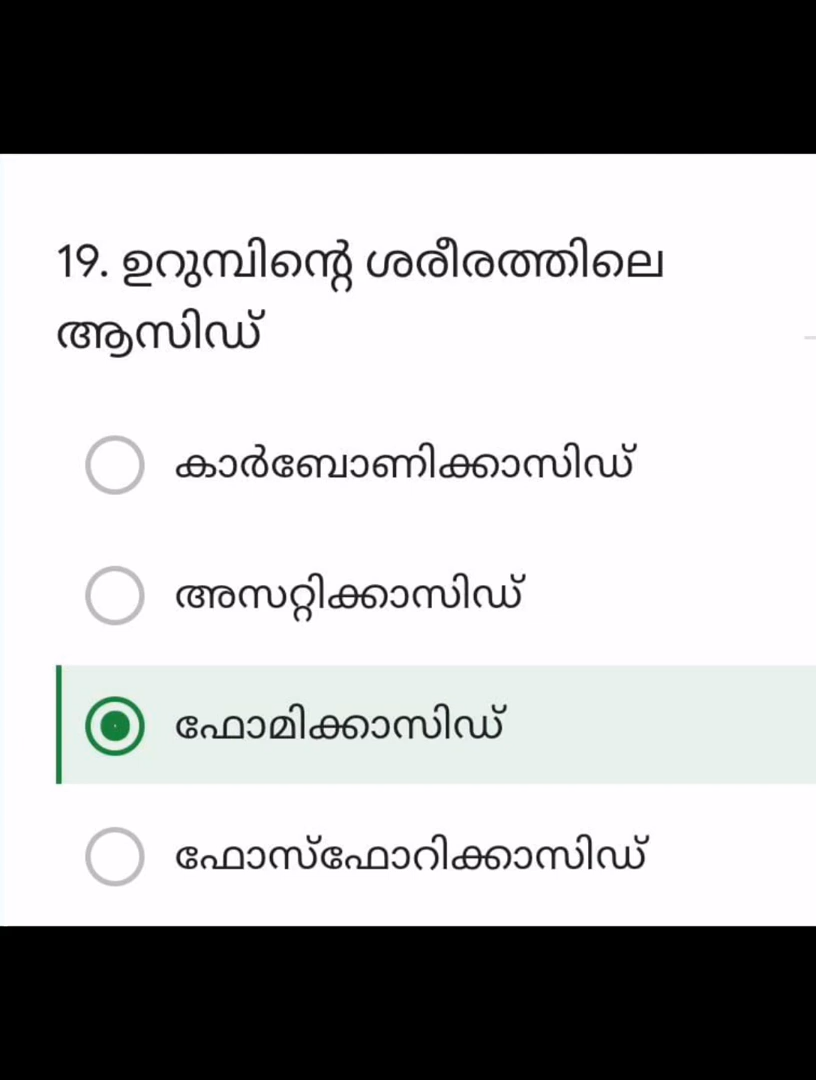 19. ഉറുമ്പിന്റെ ശരീരത്തിലെ
ആസിഡ്
കാർബോണിക്കാസിഡ്
അസറ്റിക്കാസിഡ്
ഫോമിക്കാസിഡ്
ഫോസ്ഫോറിക്കാസിഡ്